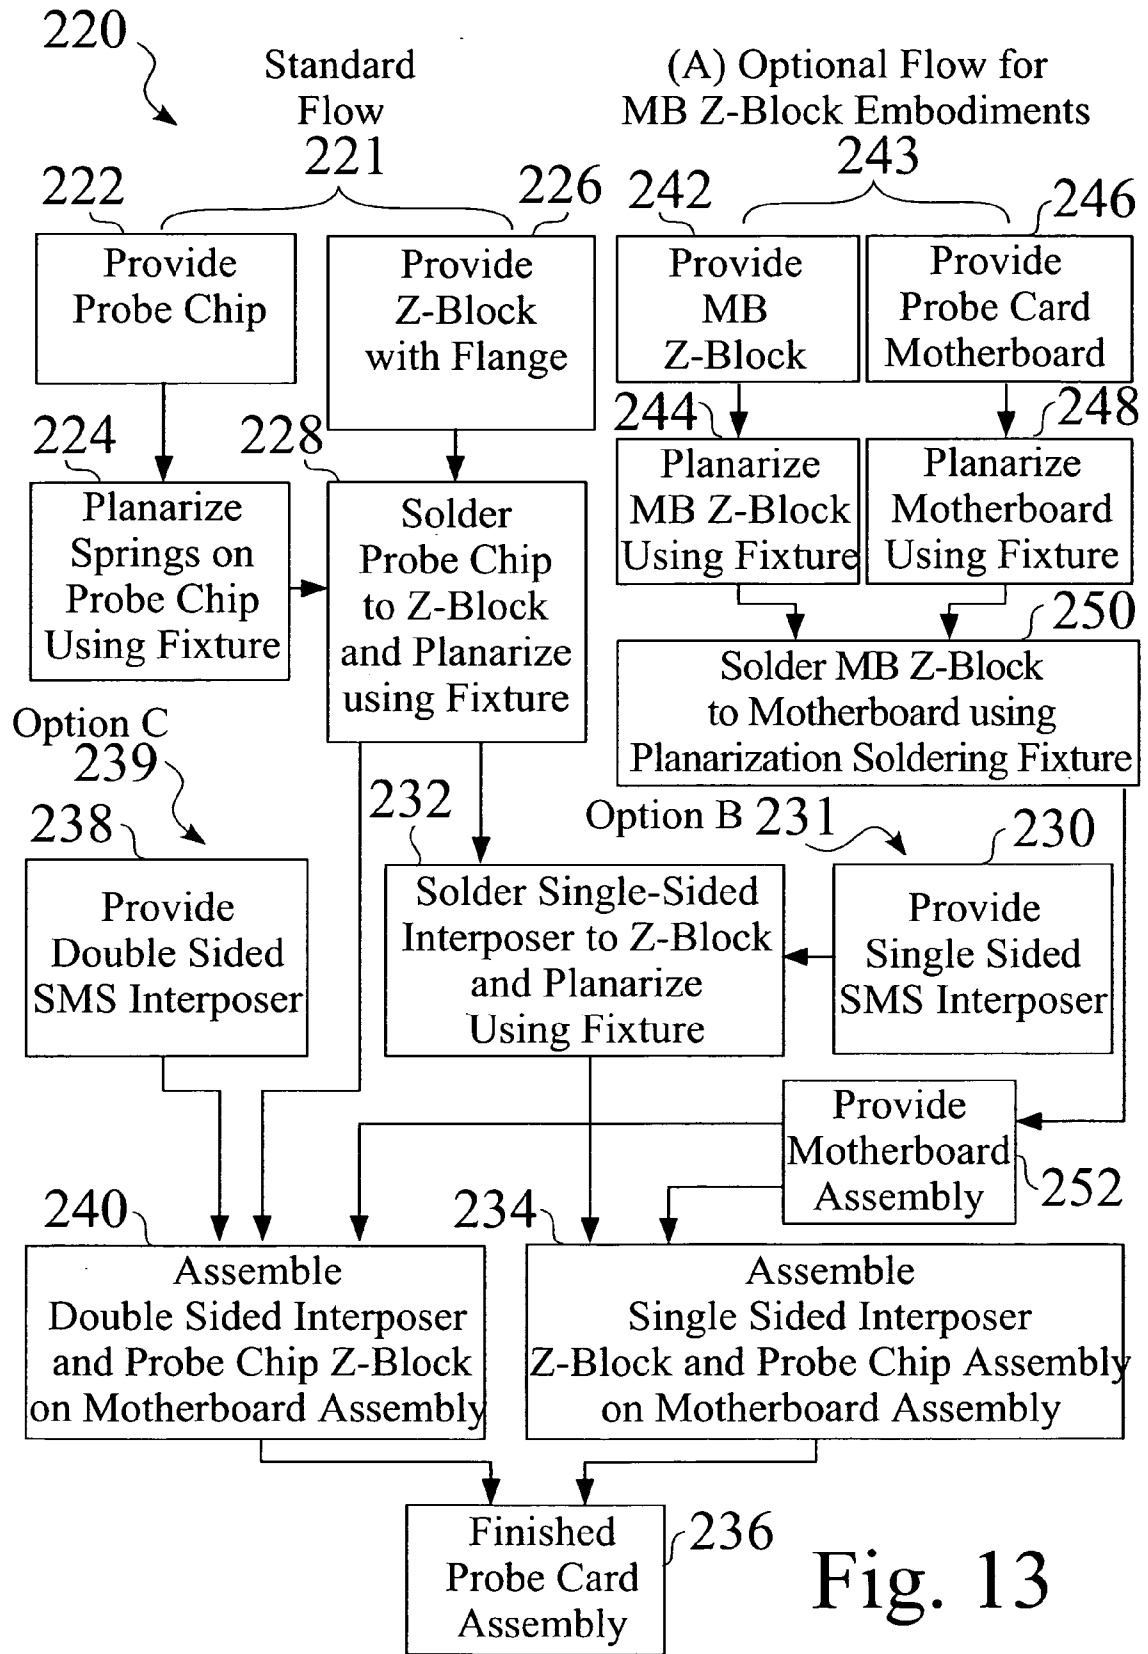 220
Standard
Flow
221
(A) Optional Flow for
MB Z-Block Embodiments
243
222
226
242
246
Provide
Probe Chip
Provide
Z-Block
with Flange
Provide
MB
Z-Block
Provide
Probe Card
Motherboard
224
228
244
248
Planarize
Springs on
Probe Chip
Using Fixture
Solder
Probe Chip
to Z-Block
and Planarize
using Fixture
Planarize
MB Z-Block
Using Fixture
Planarize
Motherboard
Using Fixture
250
Solder MB Z-Block
to Motherboard using
Planarization Soldering Fixture
Option C
239
238
232
Option B 231
230
Provide
Double Sided
SMS Interposer
Solder Single-Sided
Interposer to Z-Block
and Planarize
Using Fixture
Provide
Single Sided
SMS Interposer
Provide
Motherboard
Assembly
252
240
234
Assemble
Double Sided Interposer
and Probe Chip Z-Block
on Motherboard Assembly
Assemble
Single Sided Interposer
Z-Block and Probe Chip Assembly
on Motherboard Assembly
Finished
Probe Card
Assembly
236
Fig. 13